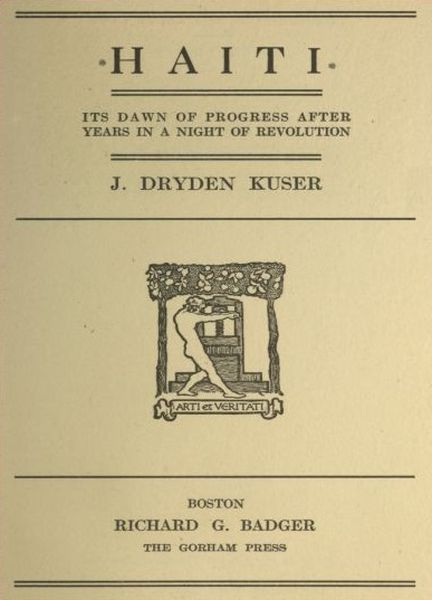 HAITI
ITS DAWN OF PROGRESS AFTER
YEARS IN A NIGHT OF REVOLUTION
J. DRYDEN KUSER
ARTI et VERITATI
BOSTON
RICHARD G. BADGER
THE GORHAM PRESS